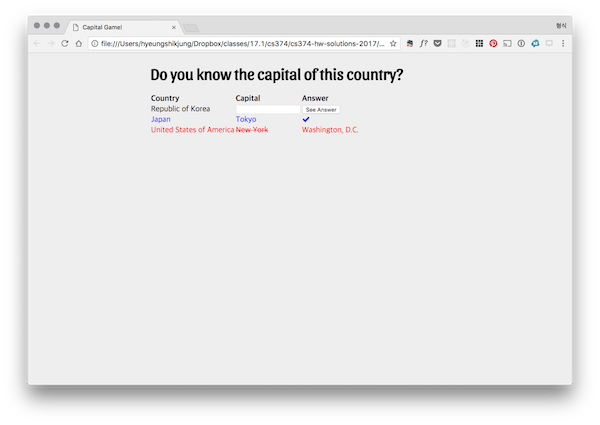 Capital Game!
형식
file:///Users/hyeungshikjung/Dropbox/classes/17.1/cs374/cs374-hw-solutions-2017/...
f?
Do you know the capital of this country?
Country Capital Answer
Republic of Korea See Answer
Japan Tokyo
United States of America New York Washington, D.C.